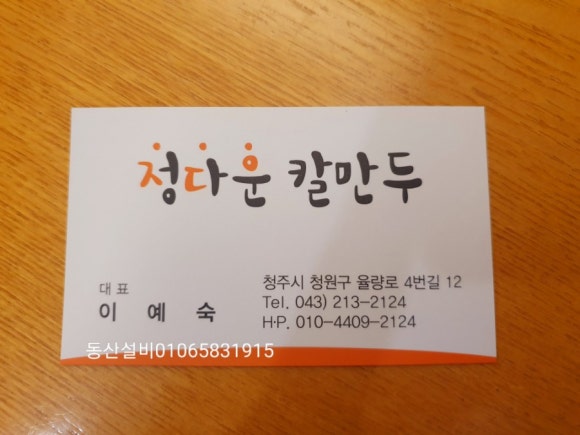 정다운 칼만두
대표
이 예 숙
청주시 청원구 율량로 4번길 12
Tel. 043) 213-2124
H·P. 010-4409-2124
동산설비01065831915